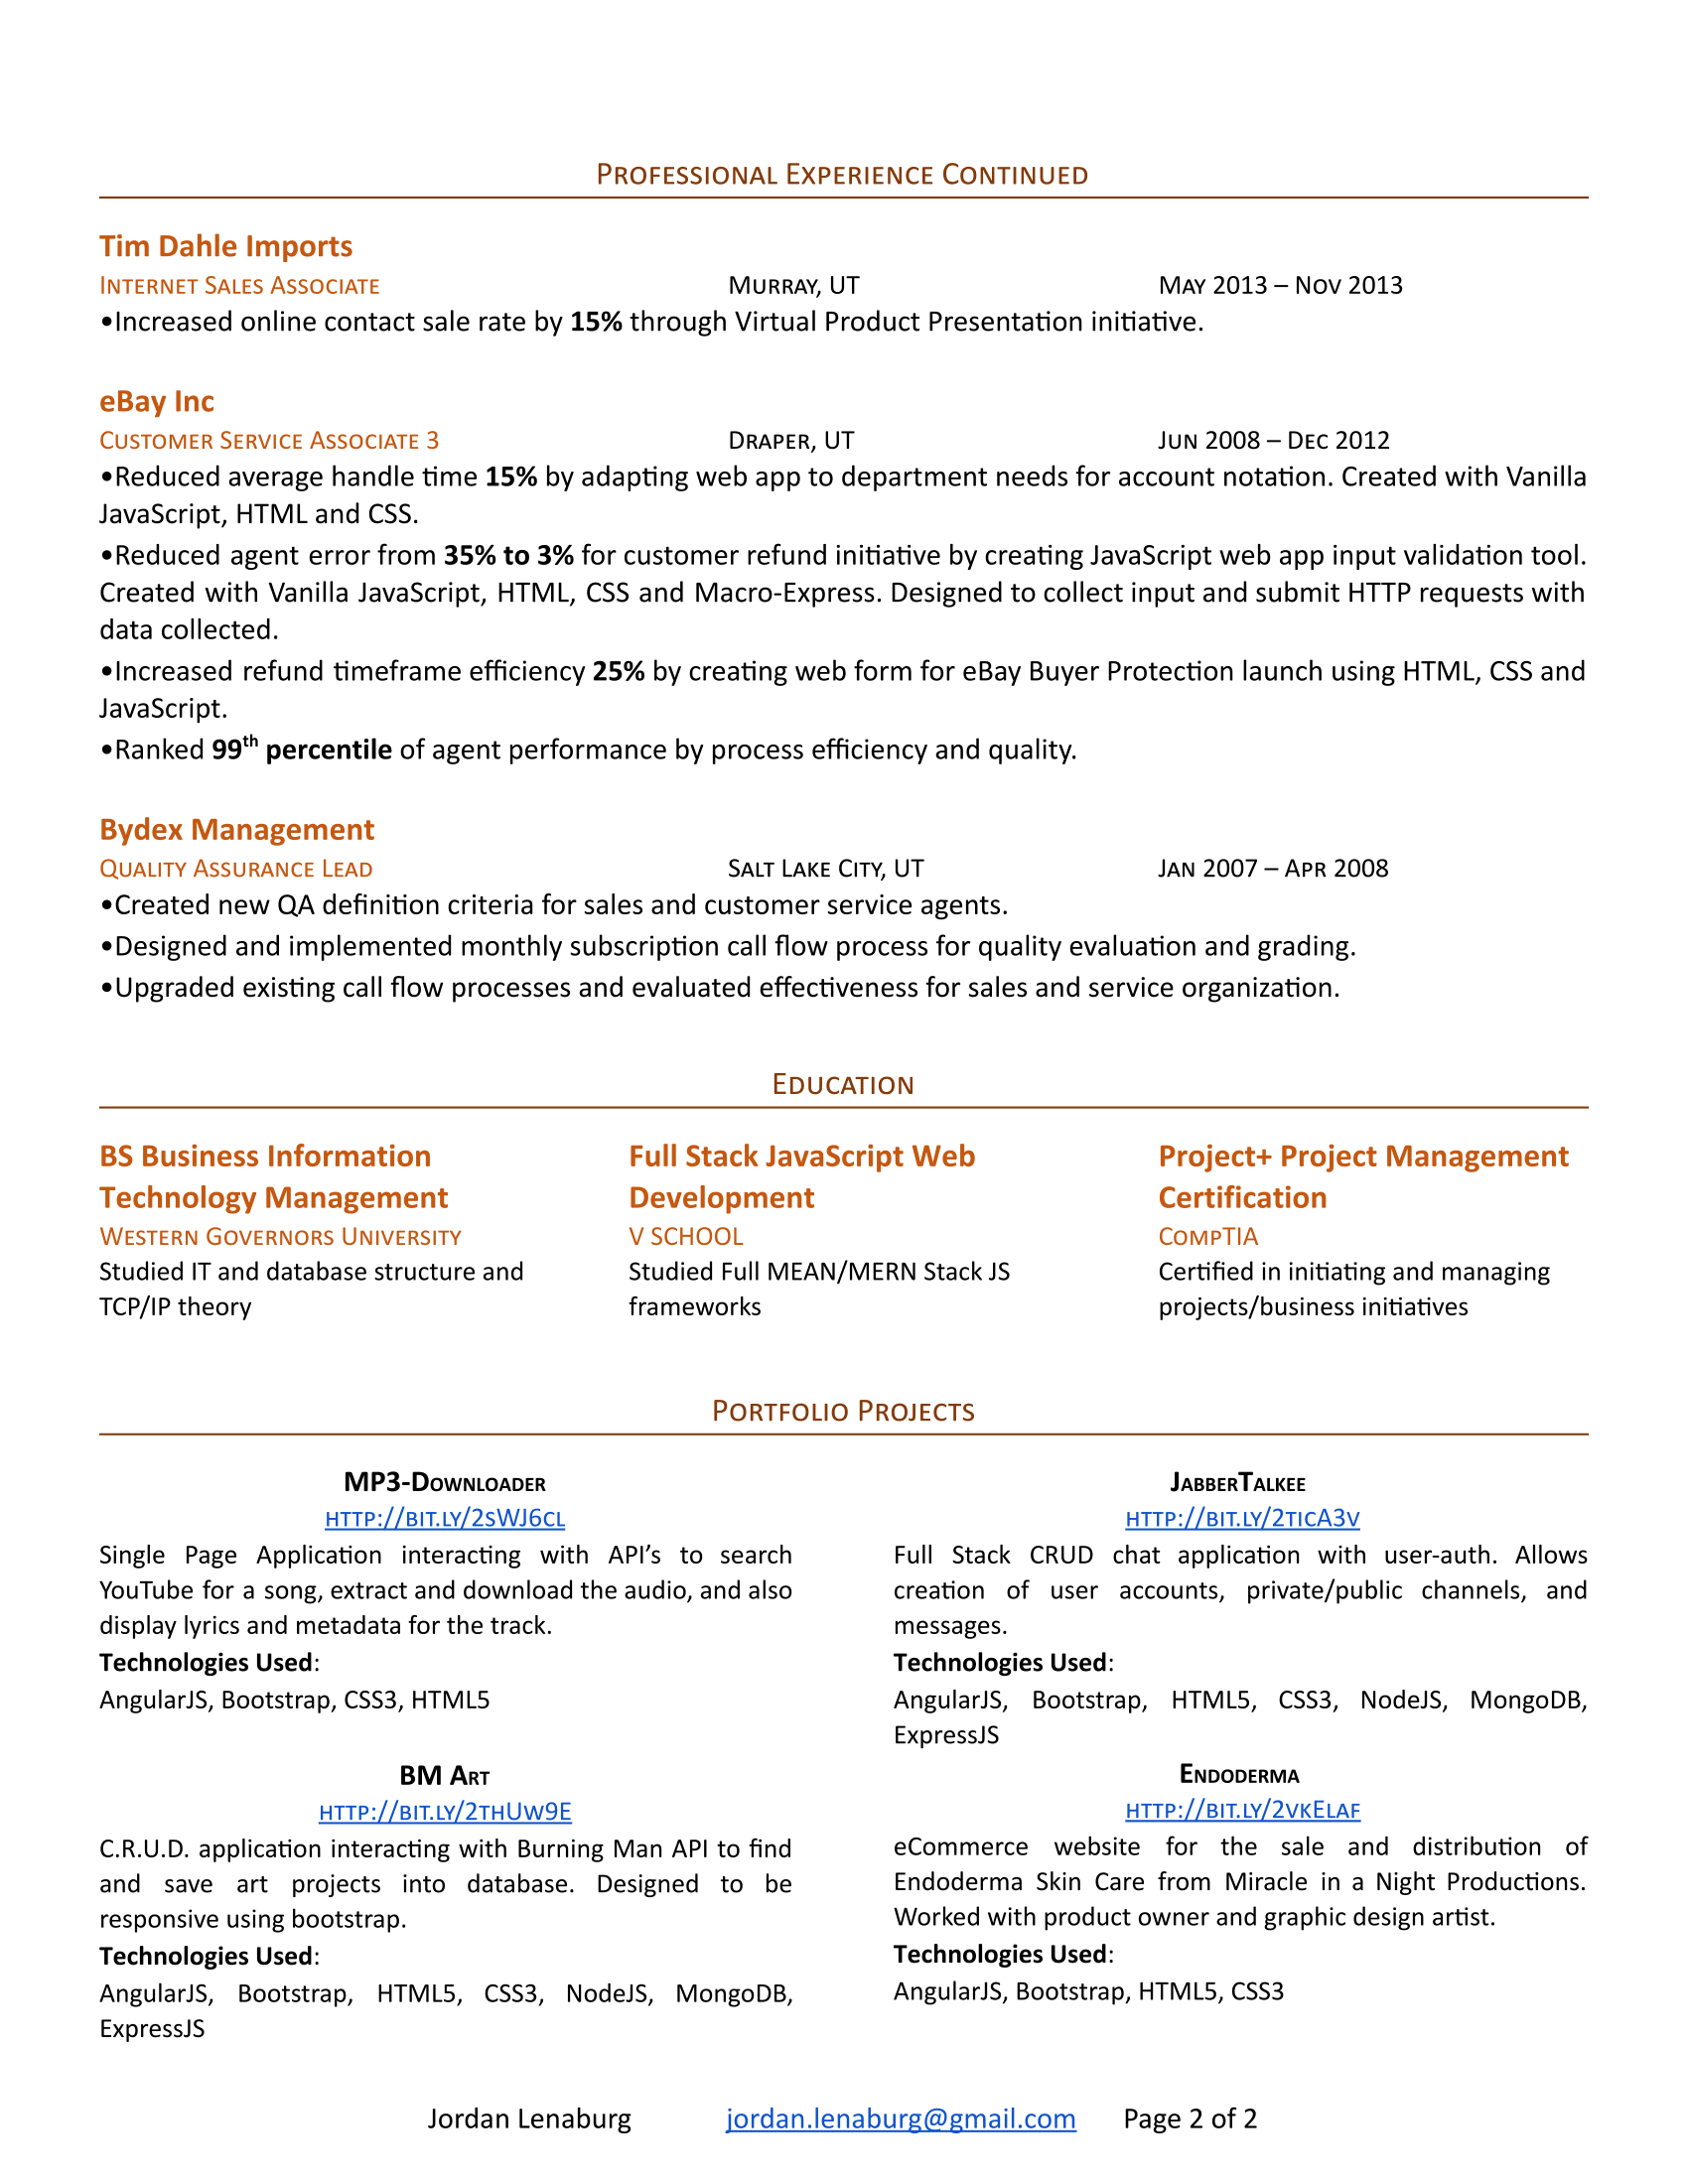 Professional Experience Continued
Tim Dahle Imports
Internet Sales Associate Murray, UT May 2013 – Nov 2013
•Increased online contact sale rate by 15% through Virtual Product Presentation initiative.
eBay Inc
Customer Service Associate 3 Draper, UT Jun 2008 – Dec 2012
•Reduced average handle time 15% by adapting web app to department needs for account notation. Created with Vanilla
JavaScript, HTML and CSS.
•Reduced agent error from 35% to 3% for customer refund initiative by creating JavaScript web app input validation tool.
Created with Vanilla JavaScript, HTML, CSS and Macro-Express. Designed to collect input and submit HTTP requests with
data collected.
•Increased refund timeframe efficiency 25% by creating web form for eBay Buyer Protection launch using HTML, CSS and
JavaScript.
•Ranked 99th percentile of agent performance by process efficiency and quality.
Bydex Management
Quality Assurance Lead Salt Lake City, UT Jan 2007 – Apr 2008
•Created new QA definition criteria for sales and customer service agents.
•Designed and implemented monthly subscription call flow process for quality evaluation and grading.
•Upgraded existing call flow processes and evaluated effectiveness for sales and service organization.
Education
BS Business Information
Technology Management
Western Governors University
Studied IT and database structure and
TCP/IP theory
Full Stack JavaScript Web
Development
V SCHOOL
Studied Full MEAN/MERN Stack JS
frameworks
Project+ Project Management
Certification
CompTIA
Certified in initiating and managing
projects/business initiatives
Portfolio Projects
MP3-Downloader
http://bit.ly/2sWJ6cl
Single Page Application interacting with API’s to search
YouTube for a song, extract and download the audio, and also
display lyrics and metadata for the track.
Technologies Used:
AngularJS, Bootstrap, CSS3, HTML5
JabberTalkee
http://bit.ly/2ticA3v
Full Stack CRUD chat application with user-auth. Allows
creation of user accounts, private/public channels, and
messages.
Technologies Used:
AngularJS, Bootstrap, HTML5, CSS3, NodeJS, MongoDB,
ExpressJS
BM Art
http://bit.ly/2thUw9E
C.R.U.D. application interacting with Burning Man API to find
and save art projects into database. Designed to be
responsive using bootstrap.
Technologies Used:
AngularJS, Bootstrap, HTML5, CSS3, NodeJS, MongoDB,
ExpressJS
Endoderma
http://bit.ly/2vkElaf
eCommerce website for the sale and distribution of
Endoderma Skin Care from Miracle in a Night Productions.
Worked with product owner and graphic design artist.
Technologies Used:
AngularJS, Bootstrap, HTML5, CSS3
Jordan Lenaburg jordan.lenaburg@gmail.com Page 2 of 2